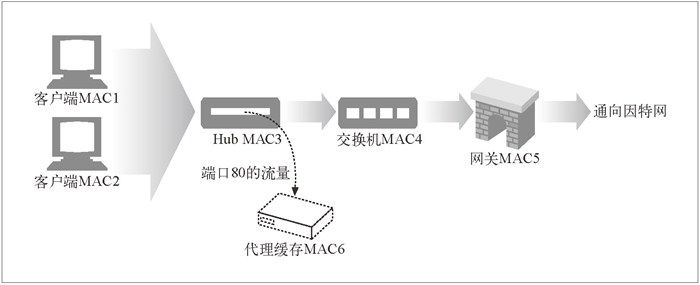 客户端MAC1
客户端MAC2
Hub MAC3
端口80的流量
代理缓存MAC6
交换机MAC4
网关MAC5
通向因特网